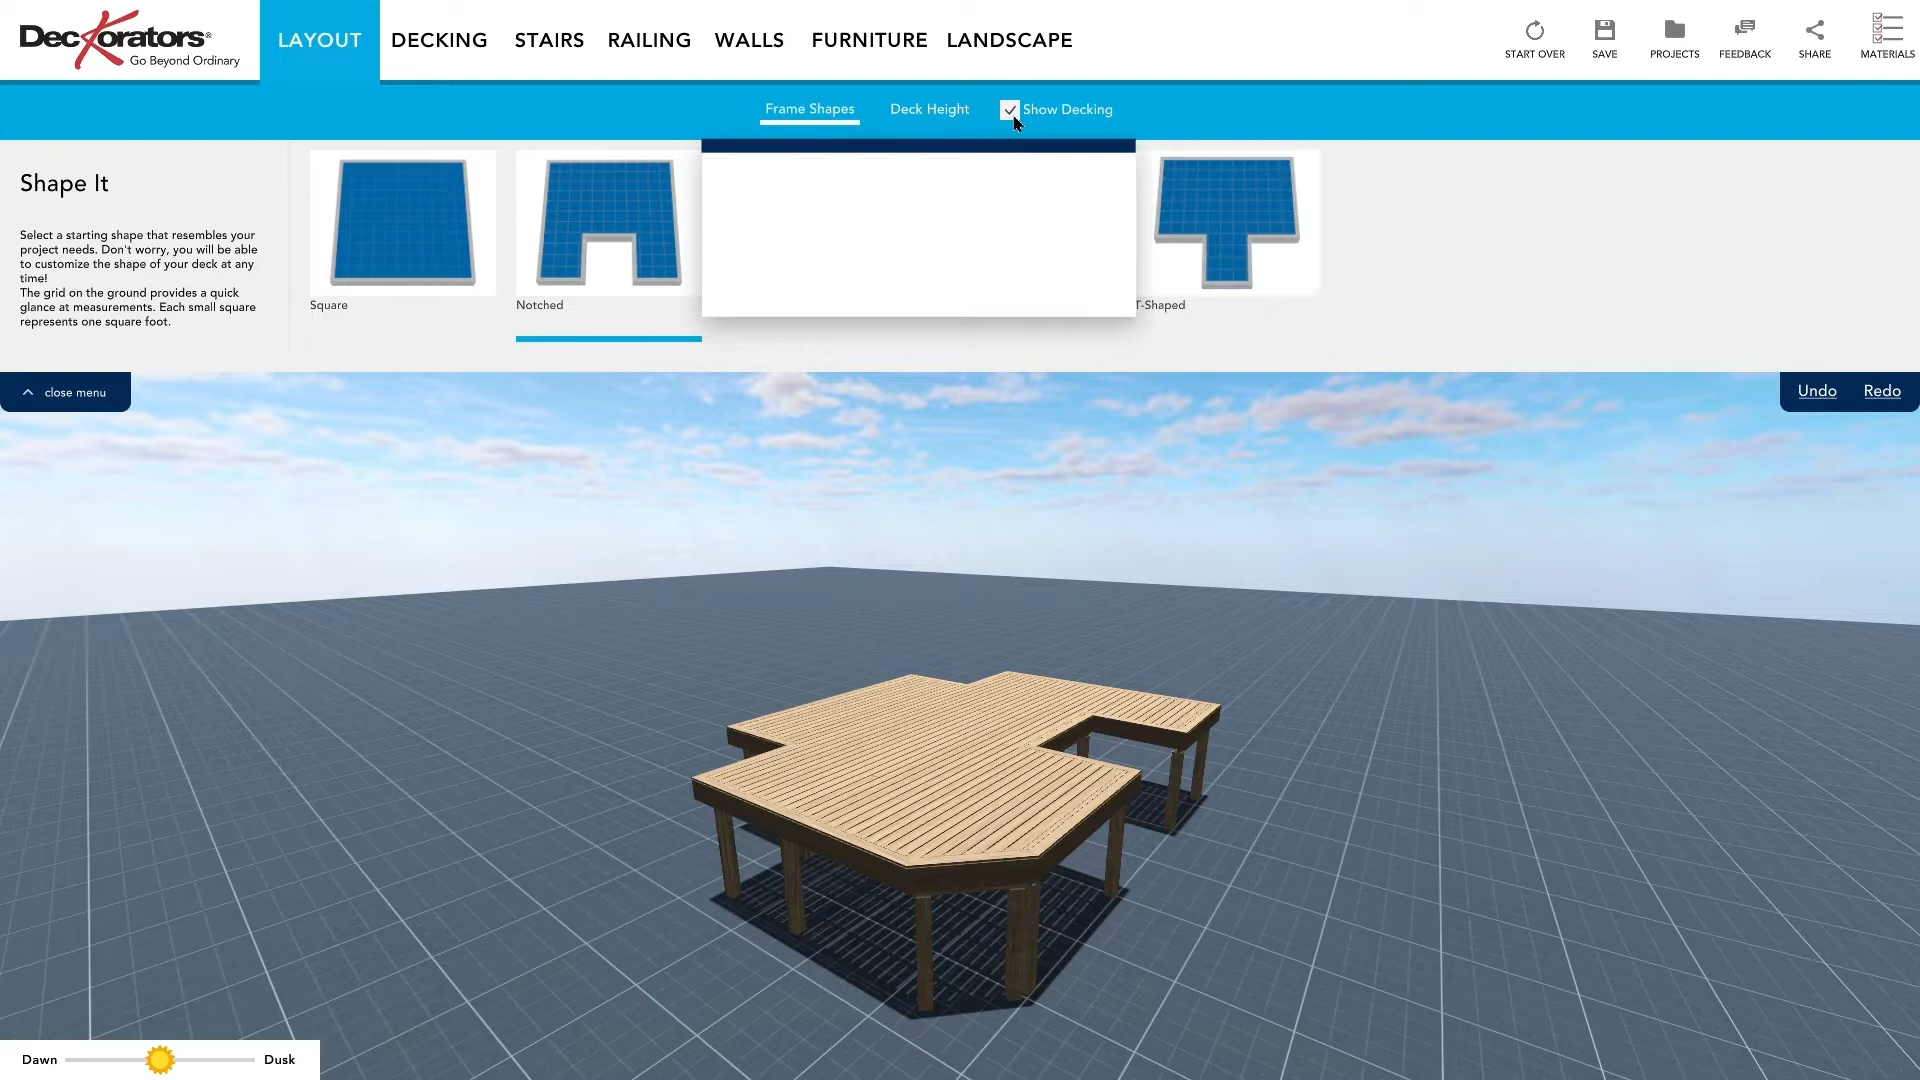 Deckorators®
Go Beyond Ordinary
LAYOUT
DECKING
STAIRS
RAILING
WALLS
FURNITURE
LANDSCAPE
START OVER
SAVE
PROJECTS
FEEDBACK
SHARE
MATERIALS
Frame Shapes
Deck Height
Show Decking
Shape It
Select a starting shape that resembles your
project needs. Don't worry, you will be able
to customize the shape of your deck at any
time!
The grid on the ground provides a quick
glance at measurements. Each small square
represents one square foot.
Square
Notched
T-Shaped
close menu
Undo
Redo
Dawn
Dusk